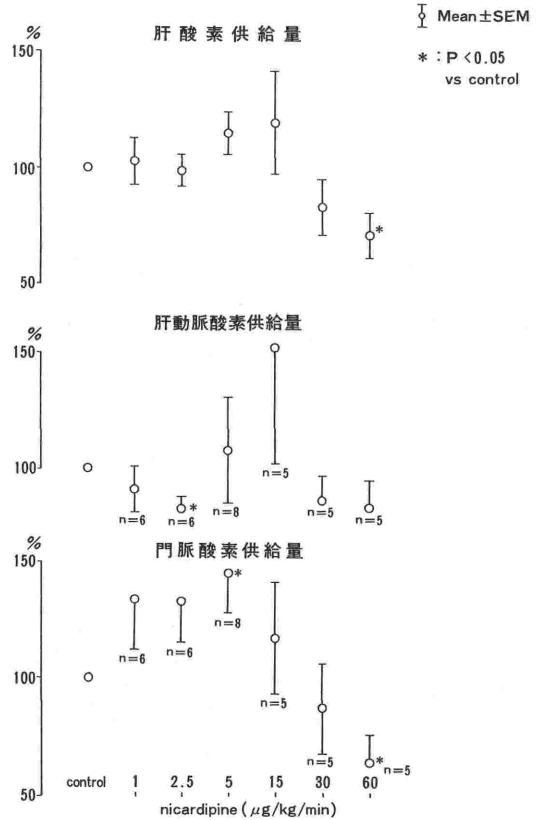 Mean±SEM
* : P <0.05
vs control
肝酸素供給量
%
150
100
50
*
肝動脈酸素供給量
%
150
100
n=6
n=6
*
n=8
n=5
n=5
n=5
門脈酸素供給量
%
150
100
50
n=6
n=6
*
n=8
n=5
n=5
*
n=5
control 1 2.5 5 15 30 60
nicardipine ( μg/kg/min)